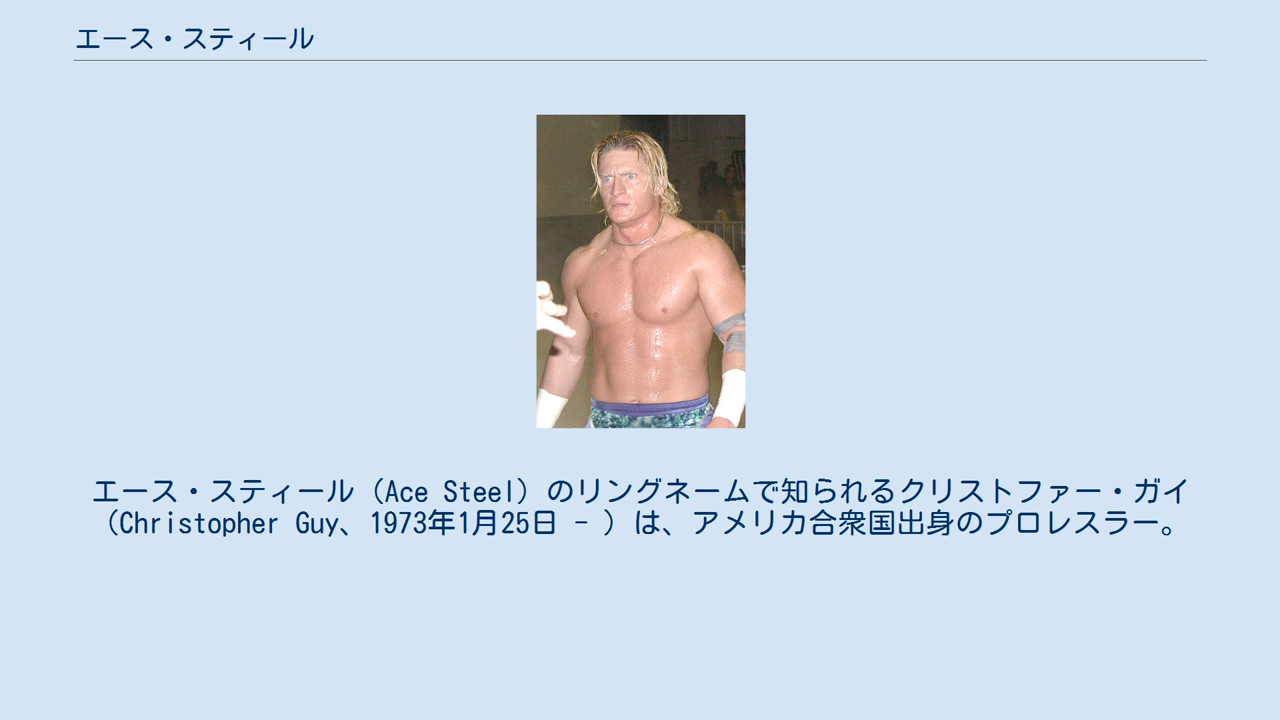 エース・スティール
エース・スティール（Ace Steel）のリングネームで知られるクリストファー・ガイ
（Christopher Guy、1973年1月25日 - ）は、アメリカ合衆国出身のプロレスラー。